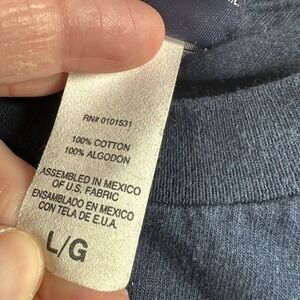 RN# 0101531
100% COTTON
100% ALGODON
ASSEMBLED IN MEXICO
OF U.S. FABRIC
ENSAMBLADO EN MEXICO
CON TELA DE E.U.A.
L/G